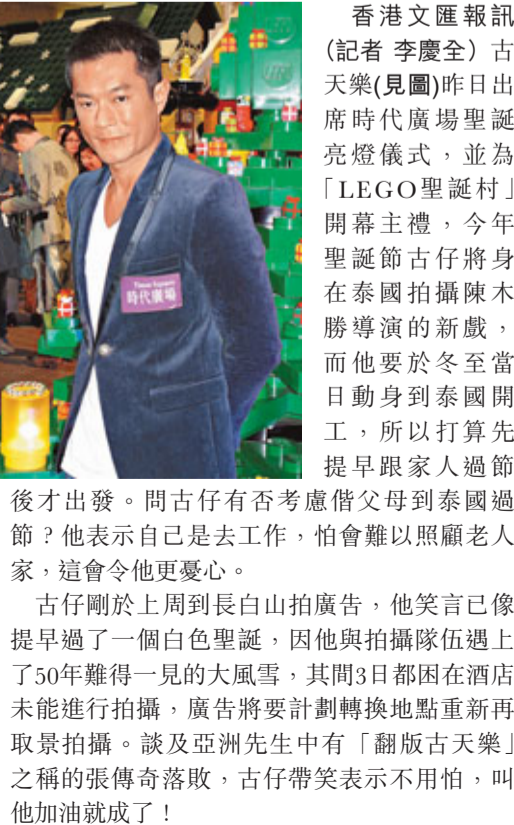 LEGO
Times Square
時代廣場
香港文匯報訊
（記者 李慶全）古
天樂(見圖)昨日出
席時代廣場聖誕
亮燈儀式，並為
「LEGO聖誕村」
開幕主禮，今年
聖誕節古仔將身
在泰國拍攝陳木
勝導演的新戲，
而他要於冬至當
日動身到泰國開
工，所以打算先
提早跟家人過節
後才出發。問古仔有否考慮偕父母到泰國過
節？他表示自己是去工作，怕會難以照顧老人
家，這會令他更憂心。
古仔剛於上周到長白山拍廣告，他笑言已像
提早過了一個白色聖誕，因他與拍攝隊伍遇上
了50年難得一見的大風雪，其間3日都困在酒店
未能進行拍攝，廣告將要計劃轉換地點重新再
取景拍攝。談及亞洲先生中有「翻版古天樂」
之稱的張傳奇落敗，古仔帶笑表示不用怕，叫
他加油就成了！